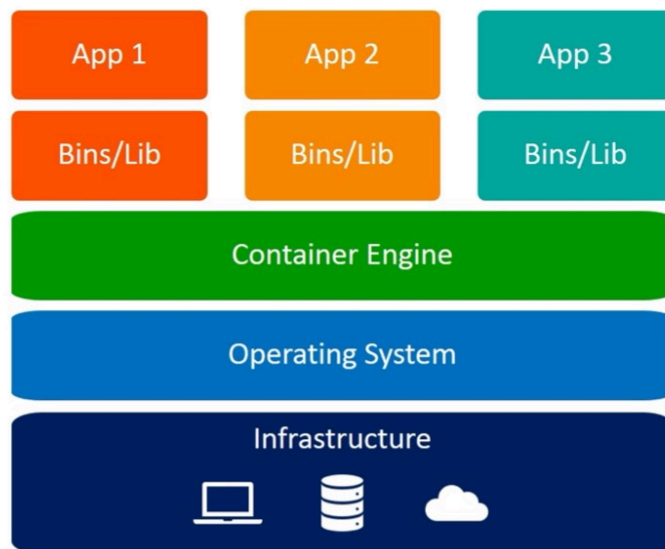 App 1
App 2
App 3
Bins/Lib
Bins/Lib
Bins/Lib
Container Engine
Operating System
Infrastructure